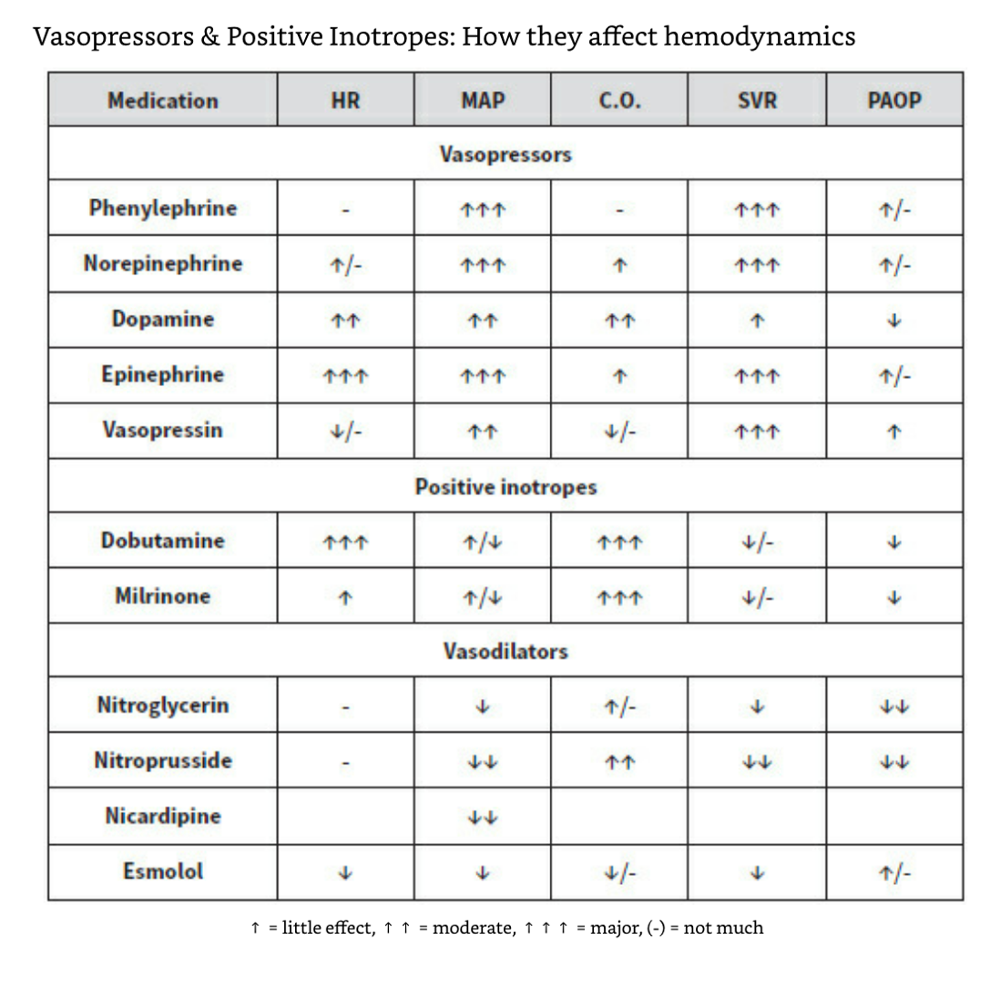 Vasopressors & Positive Inotropes: How they affect hemodynamics
Medication HR MAP C.O. SVR PAOP
Vasopressors
Phenylephrine - ↑↑↑ - ↑↑↑ ↑/-
Norepinephrine ↑/- ↑↑↑ ↑ ↑↑↑ ↑/-
Dopamine ↑↑ ↑↑ ↑↑ ↑ ↓
Epinephrine ↑↑↑ ↑↑↑ ↑ ↑↑↑ ↑/-
Vasopressin ↓/- ↑↑ ↓/- ↑↑↑ ↑
Positive inotropes
Dobutamine ↑↑↑ ↑/↓ ↑↑↑ ↓/- ↓
Milrinone ↑ ↑/↓ ↑↑↑ ↓/- ↓
Vasodilators
Nitroglycerin - ↓ ↑/- ↓ ↓↓
Nitroprusside - ↓↓ ↑↑ ↓↓ ↓↓
Nicardipine ↓↓
Esmolol ↓ ↓ ↓/- ↓ ↑/-
↑ = little effect, ↑ ↑ = moderate, ↑ ↑ ↑ = major, (-) = not much